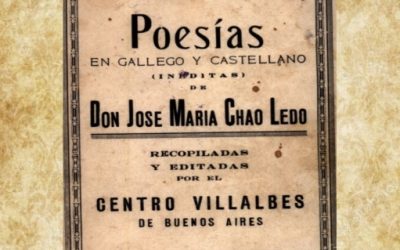 Poesías
EN GALLEGO Y CASTELLANO
(INÉDITAS)
DE
DON JOSE MARIA CHAO LEDO
RECOPILADAS
Y EDITADAS
POR EL
CENTRO VILLALBES
DE BUENOS AIRES